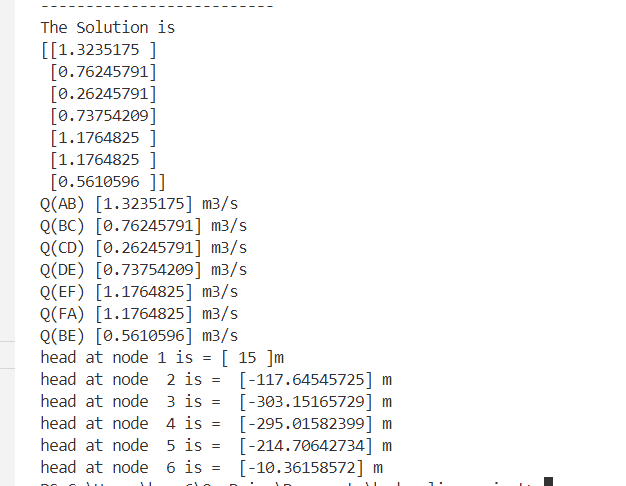 --------------------------
The Solution is
[[1.3235175 ]
 [0.76245791]
 [0.26245791]
 [0.73754209]
 [1.1764825 ]
 [1.1764825 ]
 [0.5610596 ]]
Q(AB) [1.3235175] m3/s
Q(BC) [0.76245791] m3/s
Q(CD) [0.26245791] m3/s
Q(DE) [0.73754209] m3/s
Q(EF) [1.1764825] m3/s
Q(FA) [1.1764825] m3/s
Q(BE) [0.5610596] m3/s
head at node 1 is = [ 15 ]m
head at node  2 is =  [-117.64545725] m
head at node  3 is =  [-303.15165729] m
head at node  4 is =  [-295.01582399] m
head at node  5 is =  [-214.70642734] m
head at node  6 is =  [-10.36158572] m